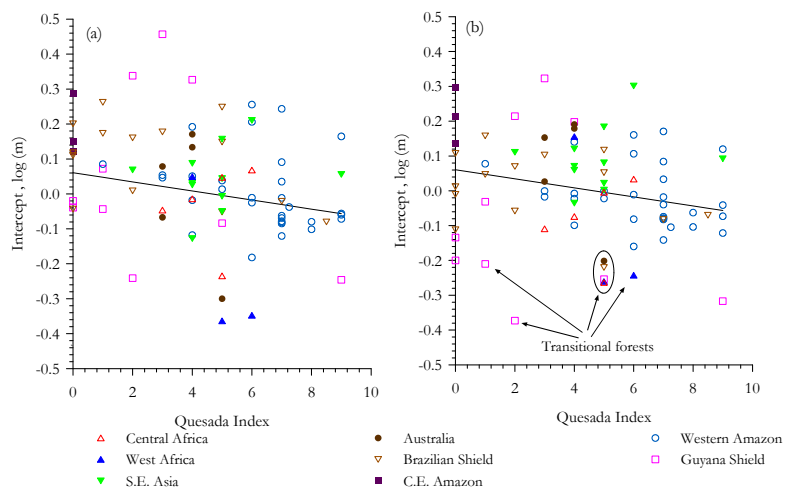 (a)
(b)
0.5
0.4
0.3
0.2
0.1
0.0
-0.1
-0.2
-0.3
-0.4
-0.5
Intercept, log (m)
0 2 4 6 8 10
Quesada Index
0.5
0.4
0.3
0.2
0.1
0.0
-0.1
-0.2
-0.3
-0.4
-0.5
Intercept, log (m)
Transitional forests
0 2 4 6 8 10
Quesada Index
Central Africa
West Africa
S.E. Asia
Australia
Brazilian Shield
C.E. Amazon
Western Amazon
Guyana Shield